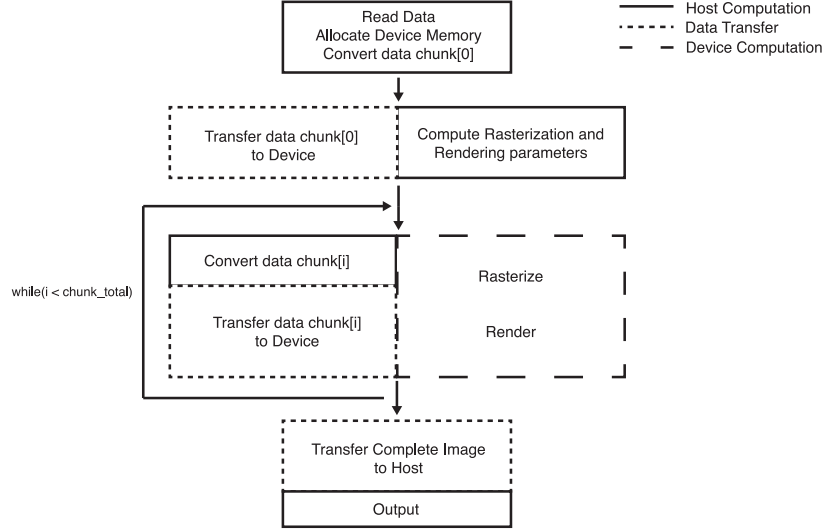 Read Data
Allocate Device Memory
Convert data chunk[0]
Host Computation
Data Transfer
Device Computation
Transfer data chunk[0]
to Device
Compute Rasterization and
Rendering parameters
while(i < chunk_total)
Convert data chunk[i]
Transfer data chunk[i]
to Device
Rasterize
Render
Transfer Complete Image
to Host
Output